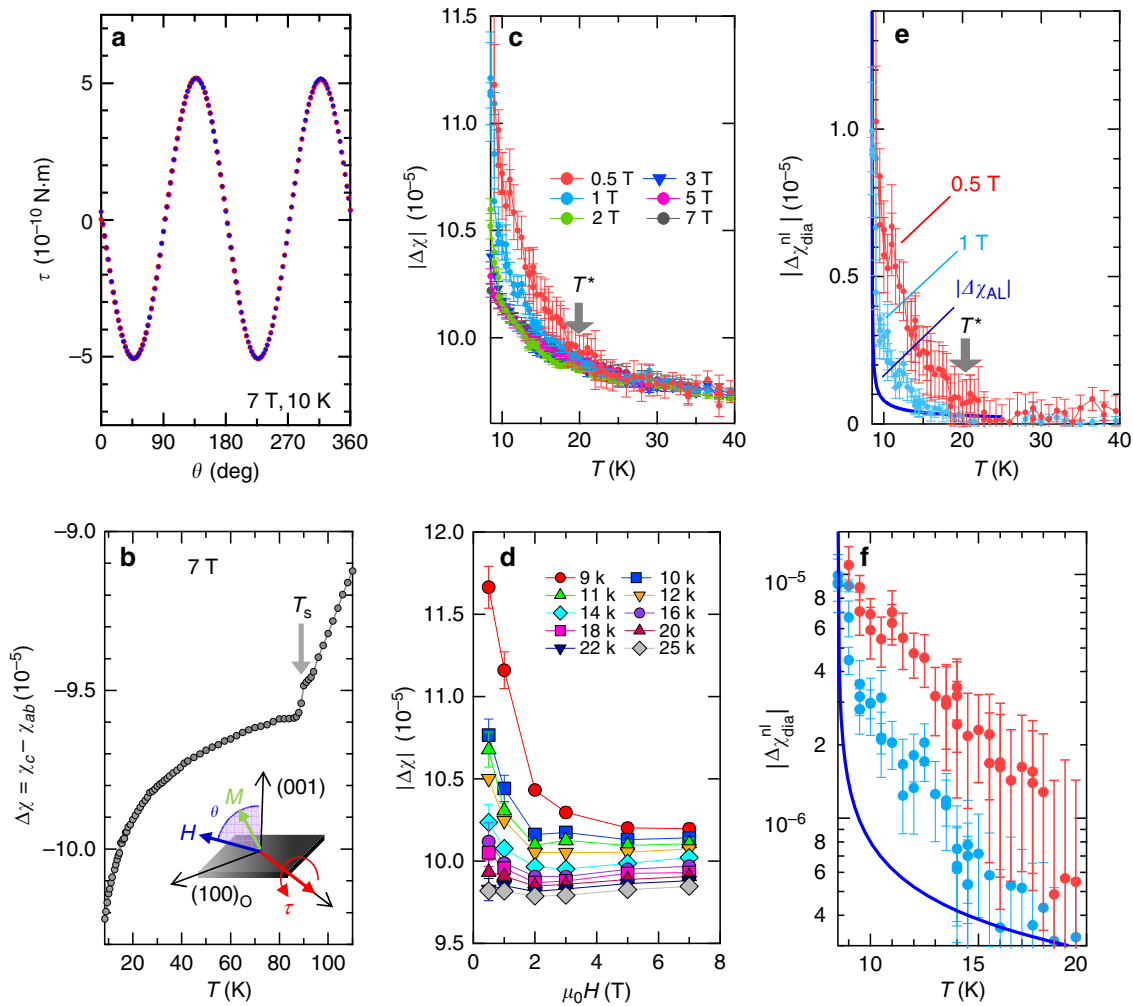 a
5
0
−5
τ (10⁻¹⁰ N·m)
7 T, 10 K
0 90 180 270 360
θ (deg)
c
11.5
11.0
10.5
10.0
|Δχ| (10⁻⁵)
0.5 T 3 T
1 T 5 T
2 T 7 T
T*
10 20 30 40
T (K)
e
1.0
0.5
0
|Δχⁿˡ_dia| (10⁻⁵)
0.5 T
1 T
|Δχ_AL|
T*
10 20 30 40
T (K)
b
7 T
−9.0
−9.5
−10.0
Δχ = χ_c − χ_ab (10⁻⁵)
T_s
(001)
M
θ
H
(100)_O
τ
20 40 60 80 100
T (K)
d
12.0
11.5
11.0
10.5
10.0
9.5
|Δχ| (10⁻⁵)
9 k 10 k
11 k 12 k
14 k 16 k
18 k 20 k
22 k 25 k
0 2 4 6 8
μ₀H (T)
f
10⁻⁵
8
6
4
2
10⁻⁶
8
6
4
|Δχⁿˡ_dia|
10 15 20
T (K)